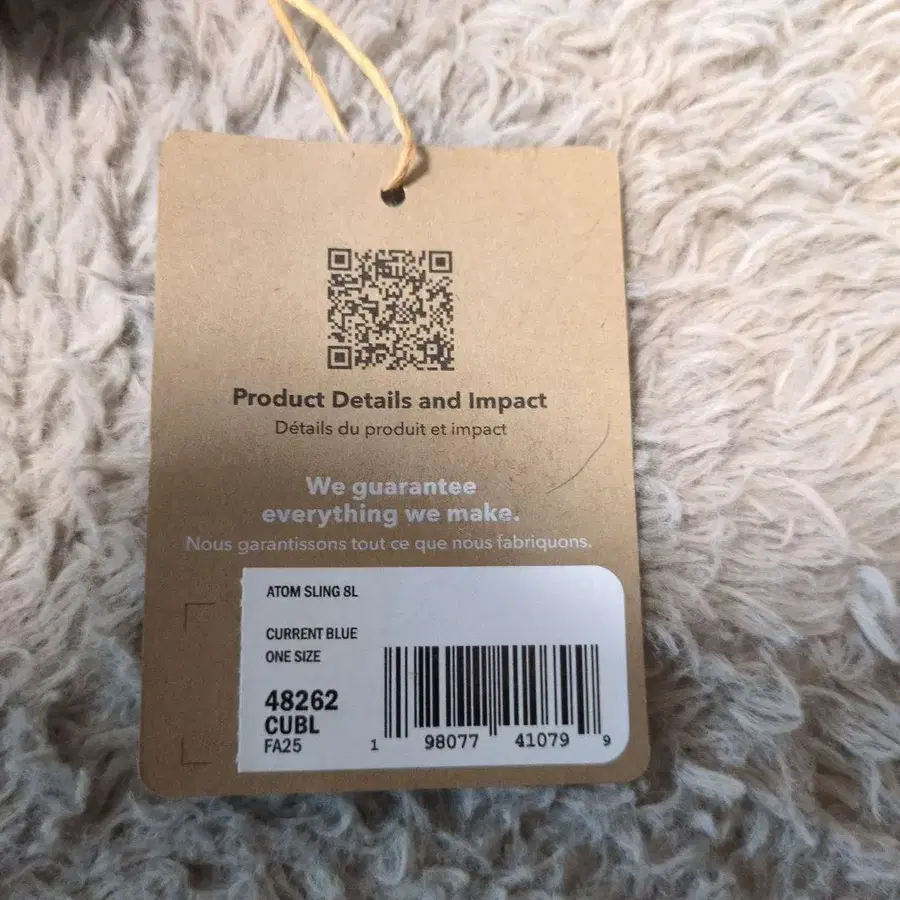 Product Details and Impact
Détails du produit et impact
We guarantee
everything we make.
Nous garantissons tout ce que nous fabriquons.
ATOM SLING 8L
CURRENT BLUE
ONE SIZE
48262
CUBL
FA25
1 98077 41079 9